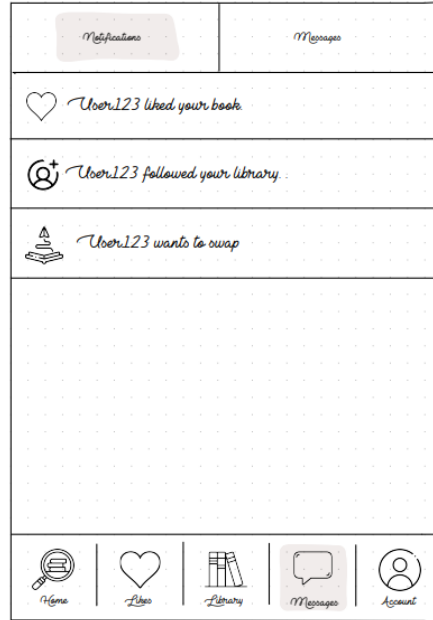 Notifications
Messages
User123 liked your book.
User123 followed your library. .
User123 wants to swap
Home
Likes
Library
Messages
Account